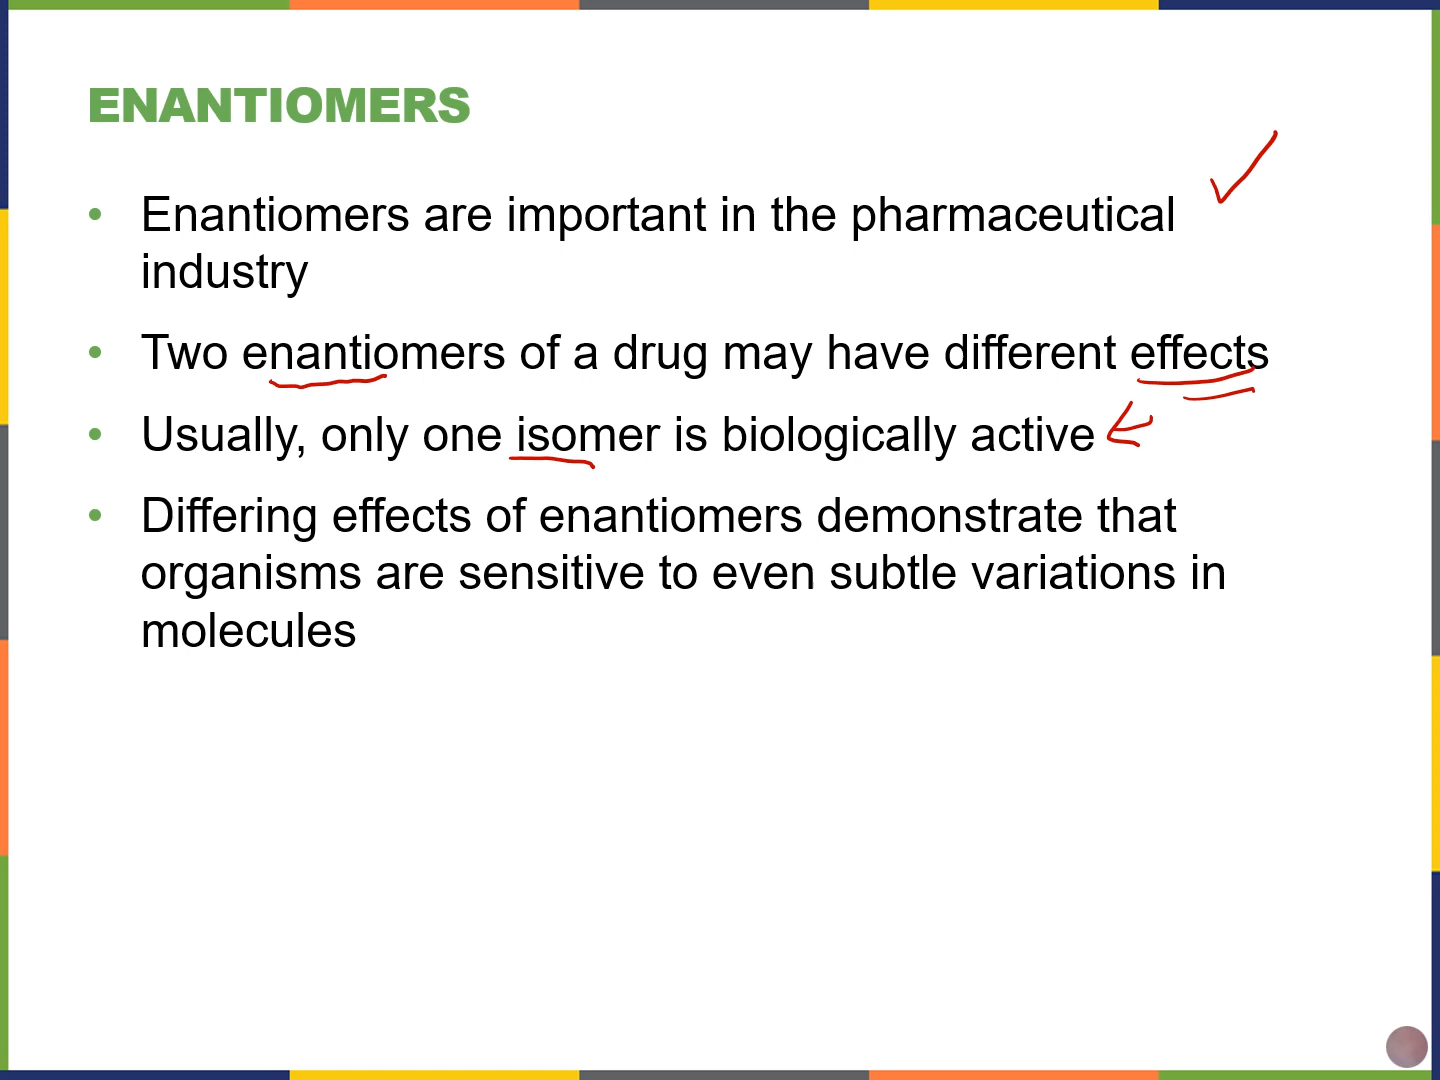 ENANTIOMERS
• Enantiomers are important in the pharmaceutical
industry
• Two enantiomers of a drug may have different effects
• Usually, only one isomer is biologically active
• Differing effects of enantiomers demonstrate that
organisms are sensitive to even subtle variations in
molecules